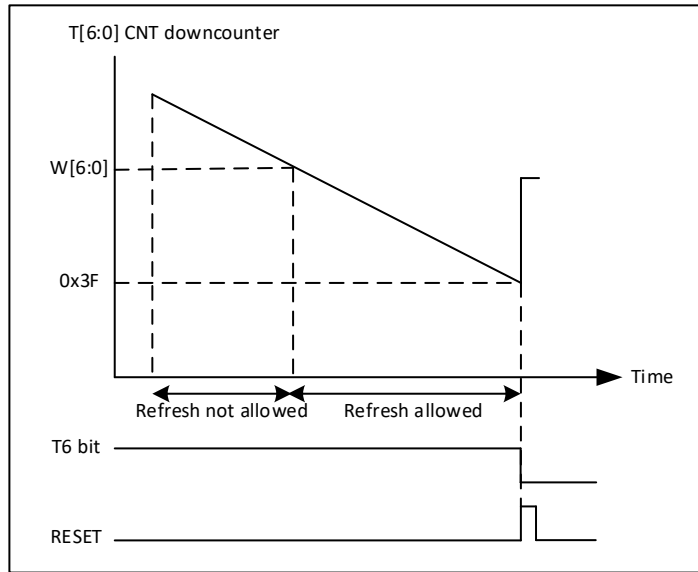 T[6:0] CNT downcounter
W[6:0]
0x3F
Time
Refresh not allowed
Refresh allowed
T6 bit
RESET